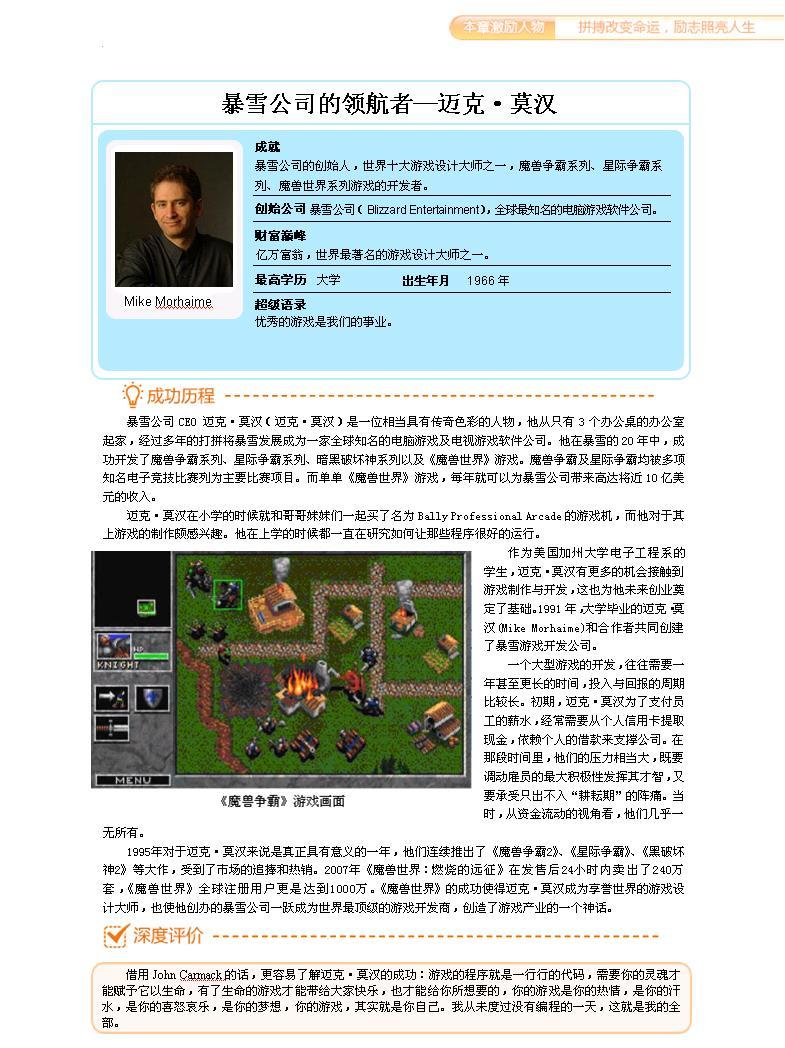 本章激励人物 拼搏改变命运，励志照亮人生
暴雪公司的领航者—迈克·莫汉
成就
暴雪公司的创始人，世界十大游戏设计大师之一，魔兽争霸系列、星际争霸系
列、魔兽世界系列游戏的开发者。
创始公司 暴雪公司（Blizzard Entertainment），全球最知名的电脑游戏软件公司。
财富巅峰
亿万富翁，世界最著名的游戏设计大师之一。
最高学历 大学 出生年月 1966 年
超级语录
优秀的游戏是我们的事业。
Mike Morhaime
成功历程
暴雪公司 CEO 迈克·莫汉（迈克·莫汉）是一位相当具有传奇色彩的人物，他从只有 3 个办公桌的办公室
起家，经过多年的打拼将暴雪发展成为一家全球知名的电脑游戏及电视游戏软件公司。他在暴雪的 20 年中，成
功开发了魔兽争霸系列、星际争霸系列、暗黑破坏神系列以及《魔兽世界》游戏。魔兽争霸及星际争霸均被多项
知名电子竞技比赛列为主要比赛项目。而单单《魔兽世界》游戏，每年就可以为暴雪公司带来高达将近 10 亿美
元的收入。
迈克·莫汉在小学的时候就和哥哥妹妹们一起买了名为 Bally Professional Arcade 的游戏机，而他对于其
上游戏的制作颇感兴趣。他在上学的时候都一直在研究如何让那些程序很好的运行。
作为美国加州大学电子工程系的
学生，迈克·莫汉有更多的机会接触到
游戏制作与开发，这也为他未来创业奠
定了基础。1991 年，大学毕业的迈克·莫
汉(Mike Morhaime)和合作者共同创建
了暴雪游戏开发公司。
一个大型游戏的开发，往往需要一
年甚至更长的时间，投入与回报的周期
比较长。初期，迈克·莫汉为了支付员
工的薪水，经常需要从个人信用卡提取
现金，依赖个人的借款来支撑公司。在
那段时间里，他们的压力相当大，既要
调动雇员的最大积极性发挥其才智，又
要承受只出不入“耕耘期”的阵痛。当
时，从资金流动的视角看，他们几乎一
无所有。
HP
KNIGHT
MENU
《魔兽争霸》游戏画面
1995年对于迈克·莫汉来说是真正具有意义的一年，他们连续推出了《魔兽争霸2》、《星际争霸》、《黑破坏
神2》等大作，受到了市场的追捧和热销。2007年《魔兽世界：燃烧的远征》在发售后24小时内卖出了240万
套，《魔兽世界》全球注册用户更是达到1000万。《魔兽世界》的成功使得迈克·莫汉成为享誉世界的游戏设
计大师，也使他创办的暴雪公司一跃成为世界最顶级的游戏开发商，创造了游戏产业的一个神话。
深度评价
借用 John Carmack 的话，更容易了解迈克·莫汉的成功：游戏的程序就是一行行的代码，需要你的灵魂才
能赋予它以生命，有了生命的游戏才能带给大家快乐，也才能给你所想要的，你的游戏是你的热情，是你的汗
水，是你的喜怒哀乐，是你的梦想，你的游戏，其实就是你自己。我从未度过没有编程的一天，这就是我的全
部。